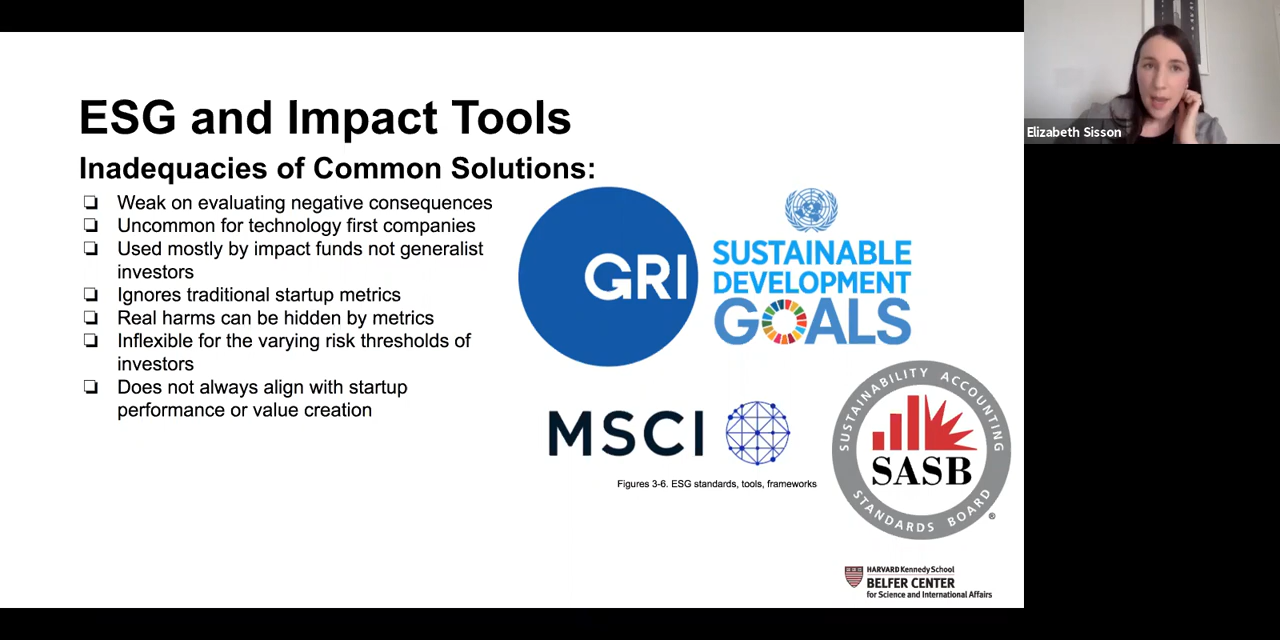 ESG and Impact Tools
Inadequacies of Common Solutions:
❏ Weak on evaluating negative consequences
❏ Uncommon for technology first companies
❏ Used mostly by impact funds not generalist
investors
❏ Ignores traditional startup metrics
❏ Real harms can be hidden by metrics
❏ Inflexible for the varying risk thresholds of
investors
❏ Does not always align with startup
performance or value creation
GRI
SUSTAINABLE
DEVELOPMENT
GOALS
MSCI
SUSTAINABILITY ACCOUNTING
SASB
STANDARDS BOARD
®
Figures 3-6. ESG standards, tools, frameworks
HARVARD Kennedy School
BELFER CENTER
for Science and International Affairs
Elizabeth Sisson